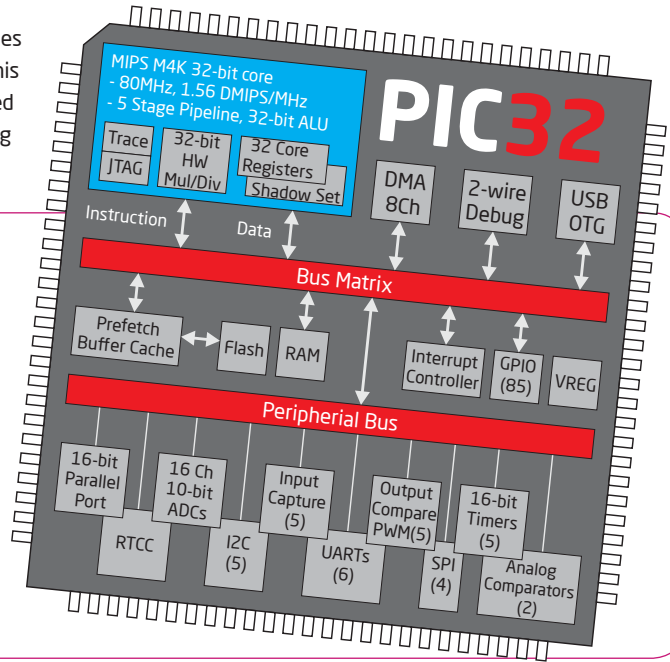 es
his
ed
g
MIPS M4K 32-bit core
- 80MHz, 1.56 DMIPS/MHz
- 5 Stage Pipeline, 32-bit ALU
Trace
JTAG
32-bit
HW
Mul/Div
32 Core
Registers
Shadow Set
PIC32
DMA
8Ch
2-wire
Debug
USB
OTG
Instruction
Data
Bus Matrix
Prefetch
Buffer Cache
Flash
RAM
Interrupt
Controller
GPIO
(85)
VREG
Peripherial Bus
16-bit
Parallel
Port
RTCC
16 Ch
10-bit
ADCs
I2C
(5)
Input
Capture
(5)
UARTs
(6)
Output
Compare
PWM(5)
SPI
(4)
16-bit
Timers
(5)
Analog
Comparators
(2)